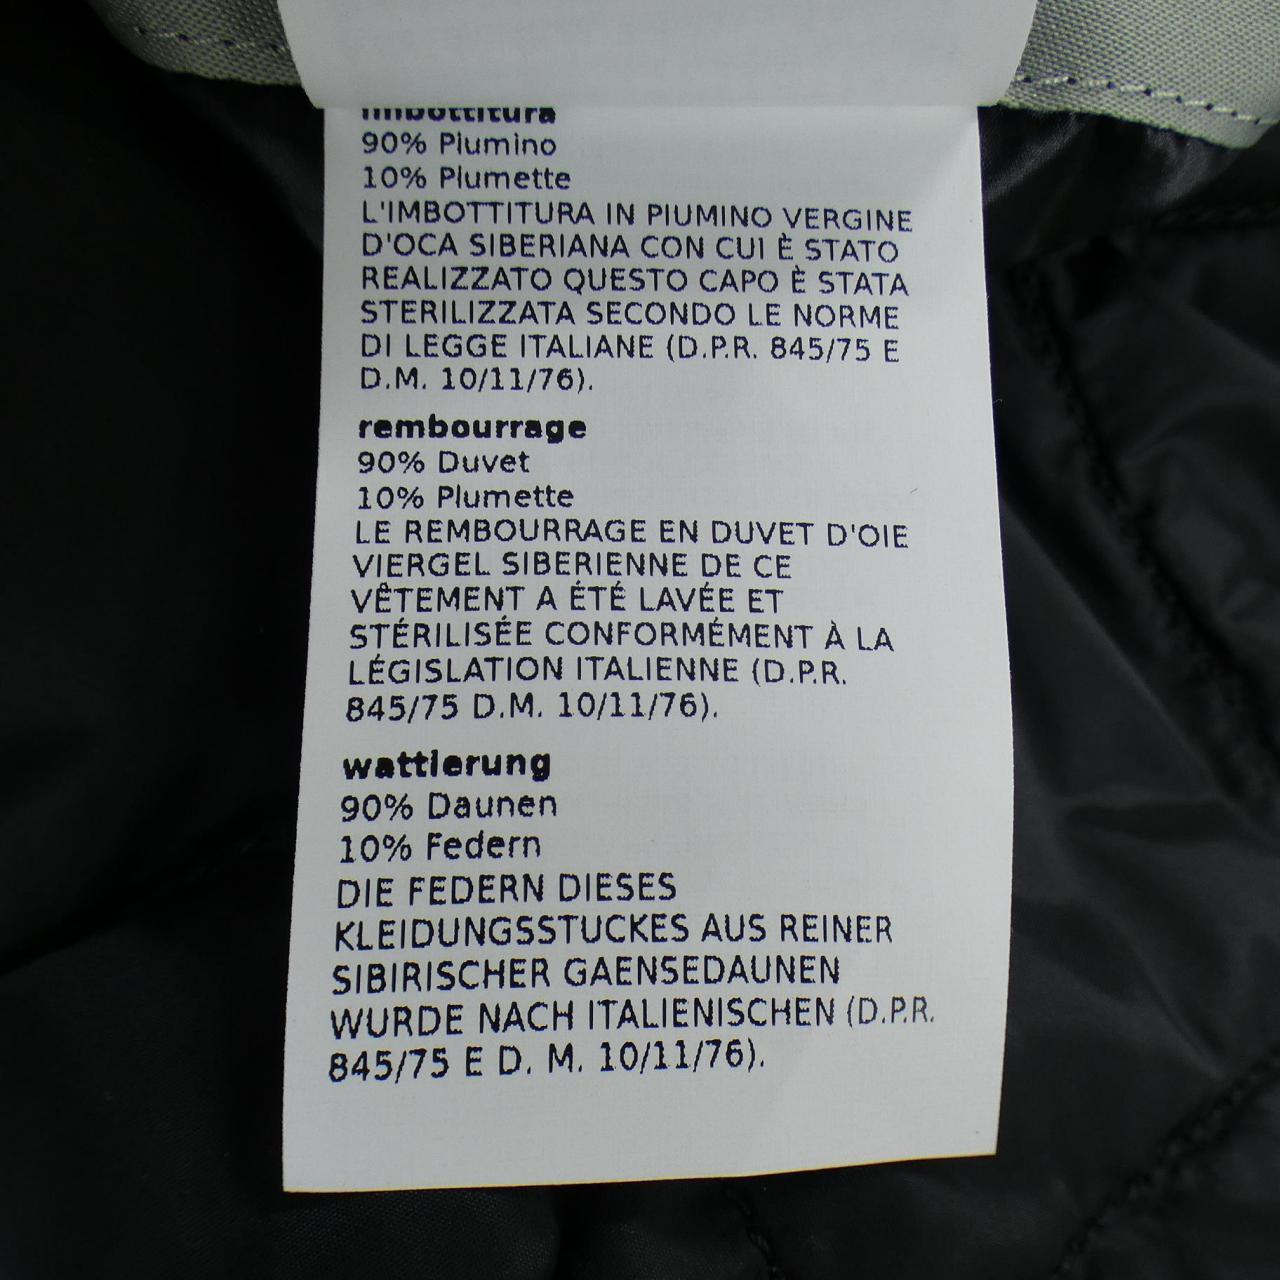 imbottitura
90% Piumino
10% Piumette
L'IMBOTTITURA IN PIUMINO VERGINE
D'OCA SIBERIANA CON CUI È STATO
REALIZZATO QUESTO CAPO È STATA
STERILIZZATA SECONDO LE NORME
DI LEGGE ITALIANE (D.P.R. 845/75 E
D.M. 10/11/76).
rembourrage
90% Duvet
10% Plumette
LE REMBOURRAGE EN DUVET D'OIE
VIERGEL SIBERIENNE DE CE
VÊTEMENT A ÉTÉ LAVÉE ET
STÉRILISÉE CONFORMÉMENT À LA
LÉGISLATION ITALIENNE (D.P.R.
845/75 D.M. 10/11/76).
wattierung
90% Daunen
10% Federn
DIE FEDERN DIESES
KLEIDUNGSSTUCKES AUS REINER
SIBIRISCHER GAENSEDAUNEN
WURDE NACH ITALIENISCHEN (D.P.R.
845/75 E D. M. 10/11/76).